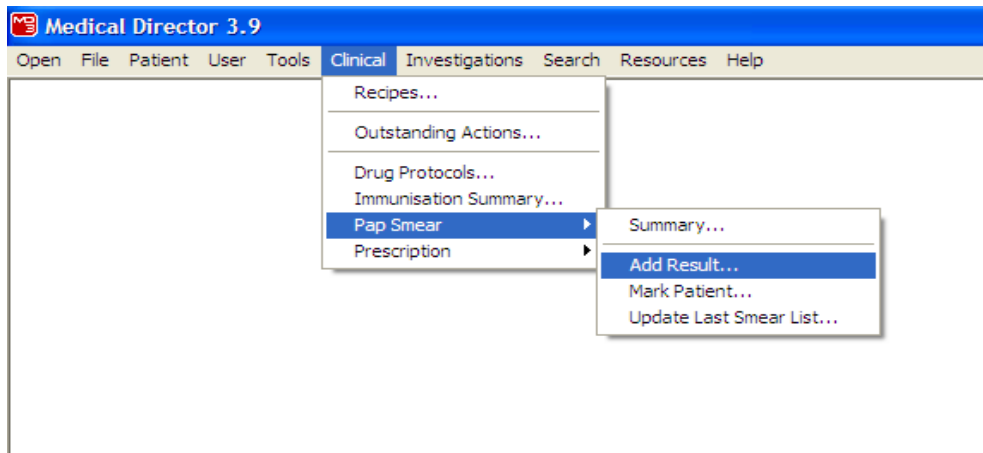 Medical Director 3.9
Open File Patient User Tools Clinical Investigations Search Resources Help
Recipes...
Outstanding Actions...
Drug Protocols...
Immunisation Summary...
Pap Smear
Prescription
Summary...
Add Result...
Mark Patient...
Update Last Smear List...